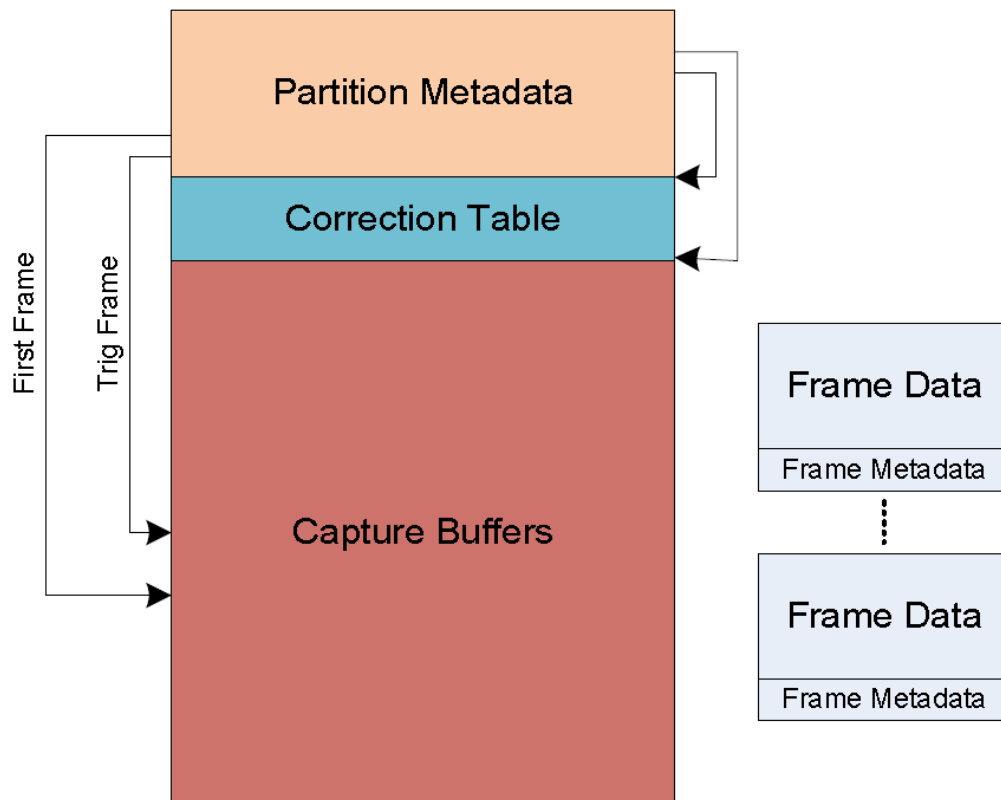 Partition Metadata
Correction Table
First Frame
Trig Frame
Capture Buffers
Frame Data
Frame Metadata
Frame Data
Frame Metadata